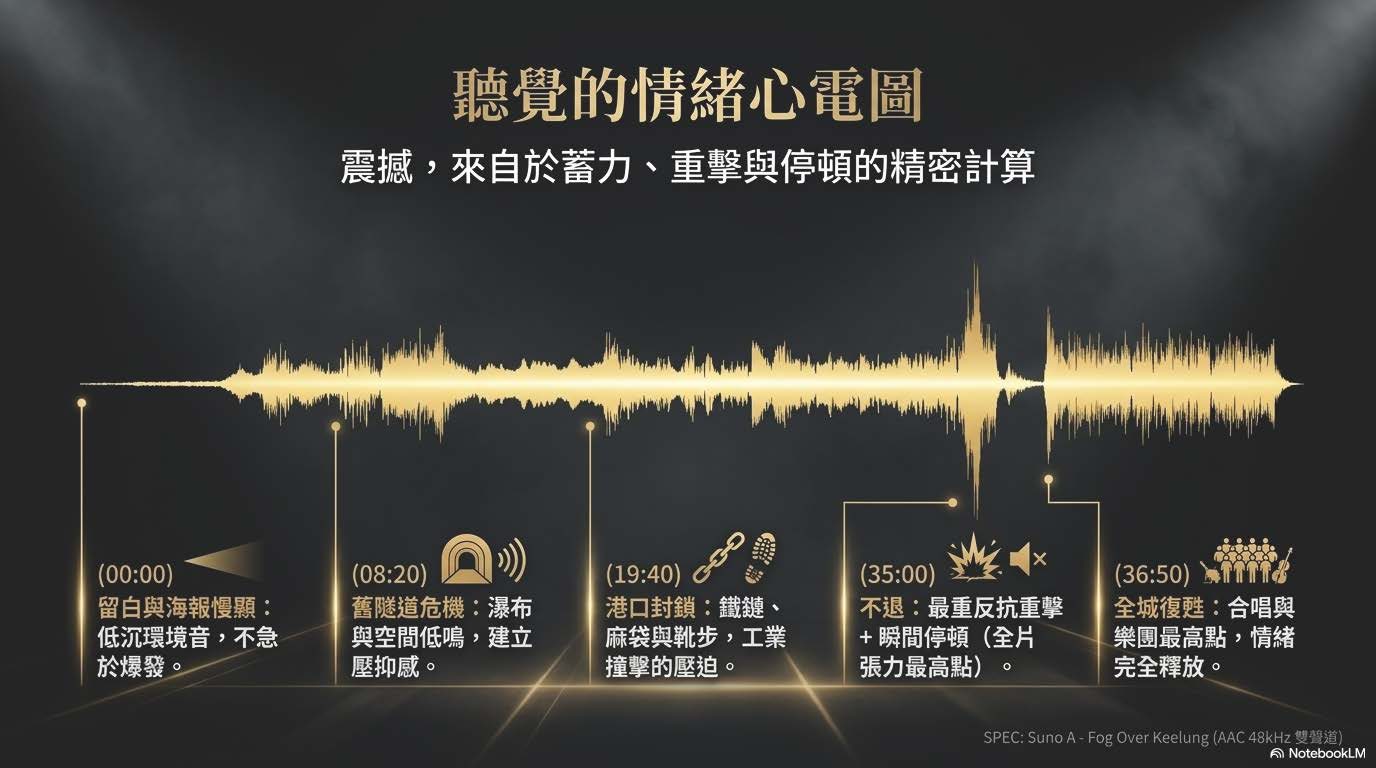 聽覺的情緒心電圖
震撼，來自於蓄力、重擊與停頓的精密計算
(00:00)
留白與海報慢顯：
低沉環境音，不急
於爆發。
(08:20)
舊隧道危機：瀑布
與空間低鳴，建立
壓抑感。
(19:40)
港口封鎖：鐵鏈、
麻袋與靴步，工業
撞擊的壓迫。
(35:00)
不退：最重反抗重擊
+ 瞬間停頓（全片
張力最高點）。
(36:50)
全城復甦：合唱與
樂團最高點，情緒
完全釋放。
SPEC: Suno A - Fog Over Keelung (AAC 48kHz 雙聲道)
NotebookLM